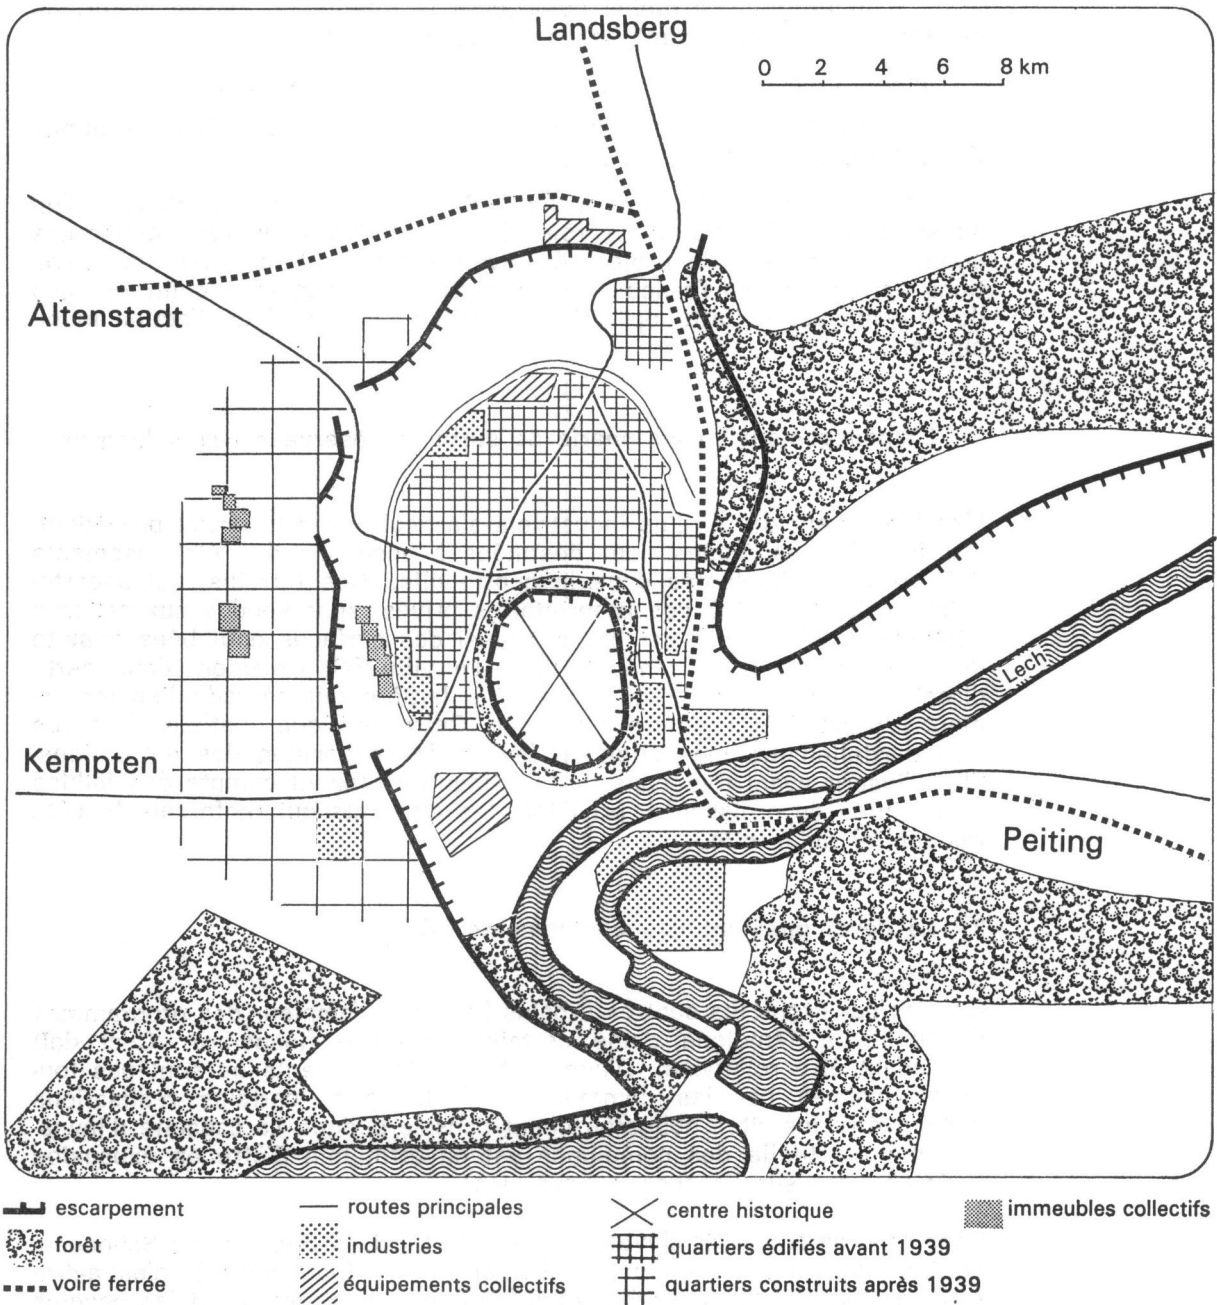 Landsberg
0 2 4 6 8 km
Altenstadt
Lech
Kempten
Peiting
escarpement
routes principales
centre historique
immeubles collectifs
forêt
industries
quartiers édifiés avant 1939
voire ferrée
équipements collectifs
quartiers construits après 1939